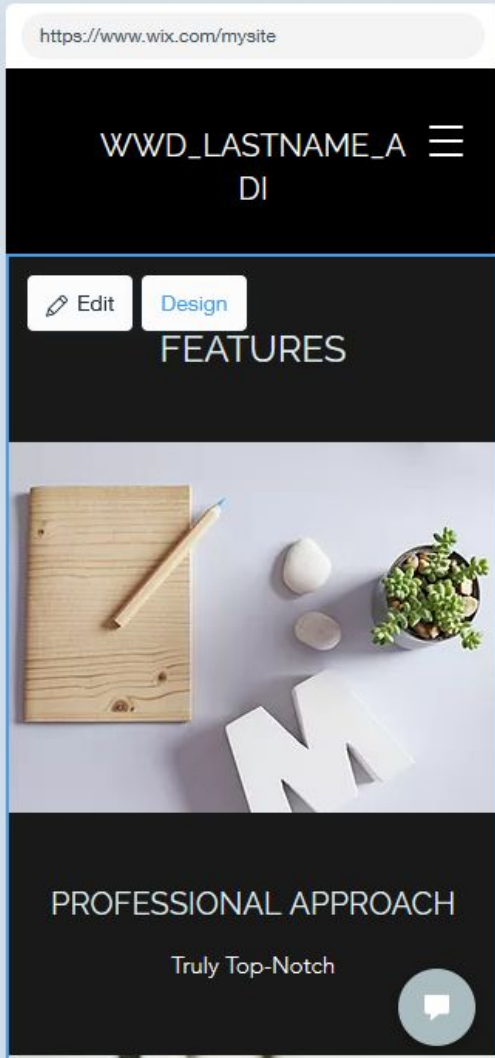 https://www.wix.com/mysite
WWD_LASTNAME_A
DI
Edit
Design
FEATURES
M
PROFESSIONAL APPROACH
Truly Top-Notch